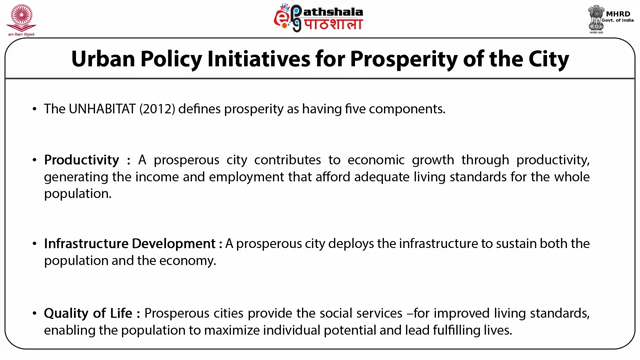 Pathshala
पाठशाला
MHRD
Govt. of India
Urban Policy Initiatives for Prosperity of the City
• The UNHABITAT (2012) defines prosperity as having five components.
• Productivity : A prosperous city contributes to economic growth through productivity,
generating the income and employment that afford adequate living standards for the whole
population.
• Infrastructure Development : A prosperous city deploys the infrastructure to sustain both the
population and the economy.
• Quality of Life : Prosperous cities provide the social services –for improved living standards,
enabling the population to maximize individual potential and lead fulfilling lives.